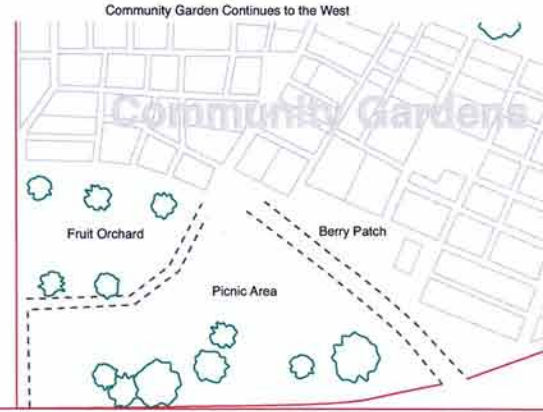 Community Garden Continues to the West
Community Gardens
Fruit Orchard
Berry Patch
Picnic Area